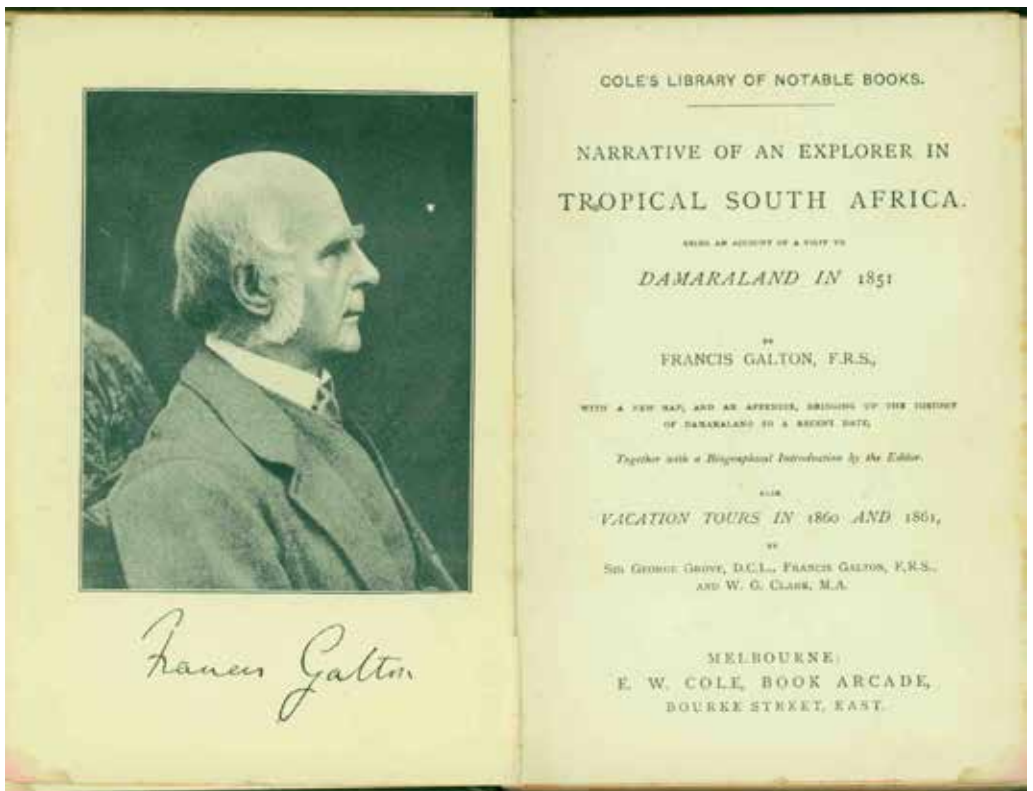 Francis Galton
COLE'S LIBRARY OF NOTABLE BOOKS.
NARRATIVE OF AN EXPLORER IN
TROPICAL SOUTH AFRICA.
BEING AN ACCOUNT OF A VISIT TO
DAMARALAND IN 1851
BY
FRANCIS GALTON, F.R.S.,
WITH A NEW MAP, AND AN APPENDIX, BRINGING UP THE HISTORY
OF DAMARALAND TO A RECENT DATE,
Together with a Biographical Introduction by the Editor.
ALSO
VACATION TOURS IN 1860 AND 1861,
BY
SIR GEORGE GROVE, D.C.L., FRANCIS GALTON, F.R.S.,
AND W. G. CLARK, M.A.
MELBOURNE:
E. W. COLE, BOOK ARCADE,
BOURKE STREET, EAST.